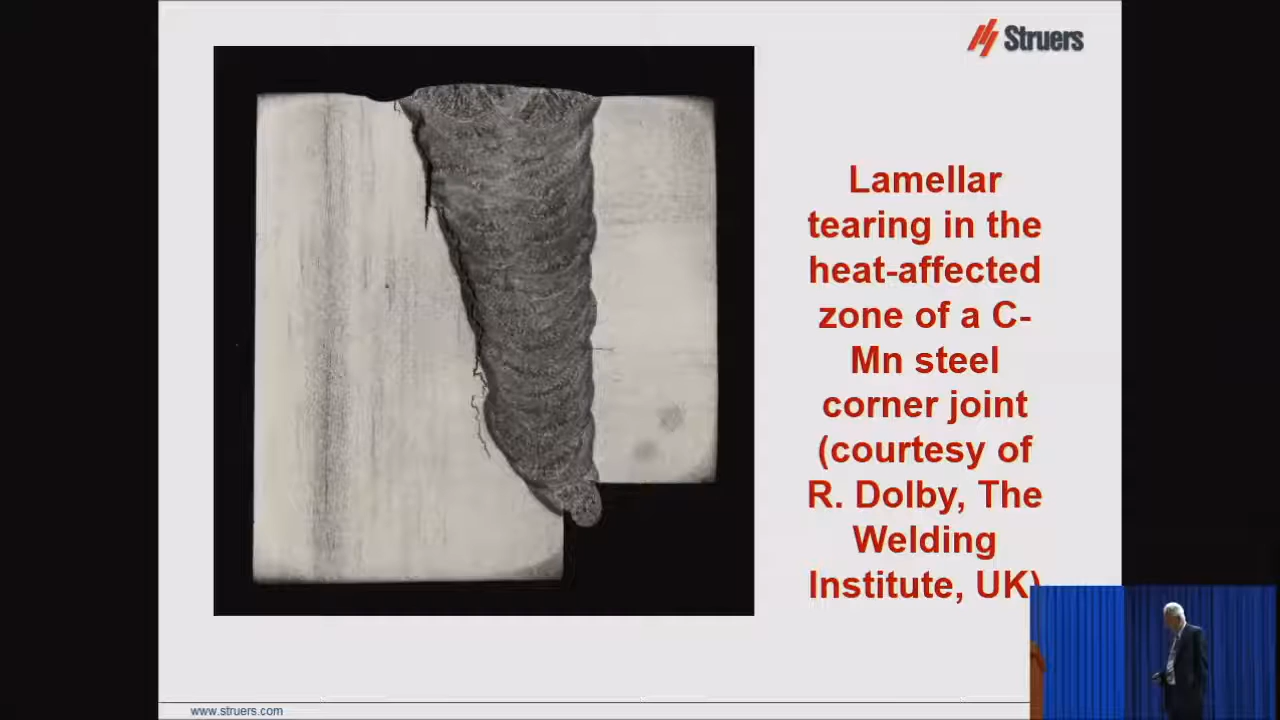 Struers
Lamellar
tearing in the
heat-affected
zone of a C-
Mn steel
corner joint
(courtesy of
R. Dolby, The
Welding
Institute, UK)
www.struers.com